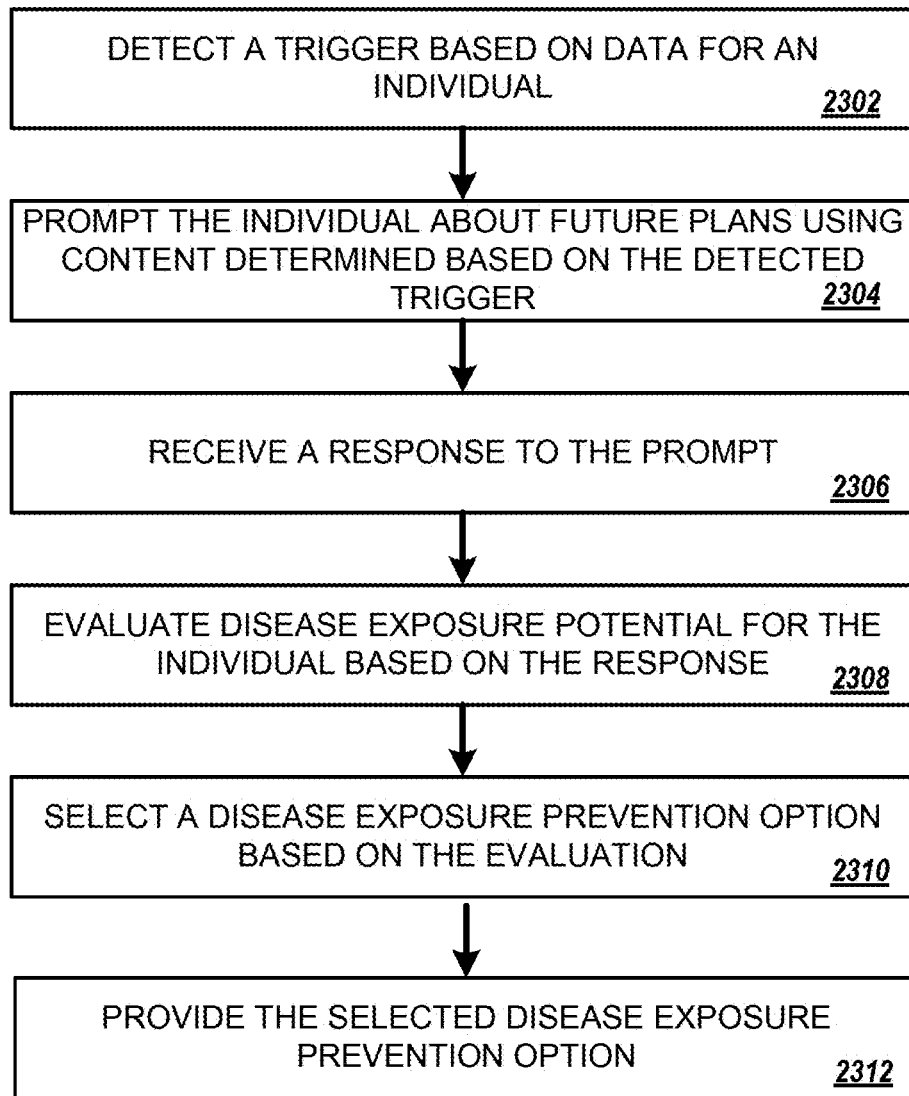 DETECT A TRIGGER BASED ON DATA FOR AN
INDIVIDUAL
2302
PROMPT THE INDIVIDUAL ABOUT FUTURE PLANS USING
CONTENT DETERMINED BASED ON THE DETECTED
TRIGGER
2304
RECEIVE A RESPONSE TO THE PROMPT
2306
EVALUATE DISEASE EXPOSURE POTENTIAL FOR THE
INDIVIDUAL BASED ON THE RESPONSE
2308
SELECT A DISEASE EXPOSURE PREVENTION OPTION
BASED ON THE EVALUATION
2310
PROVIDE THE SELECTED DISEASE EXPOSURE
PREVENTION OPTION
2312